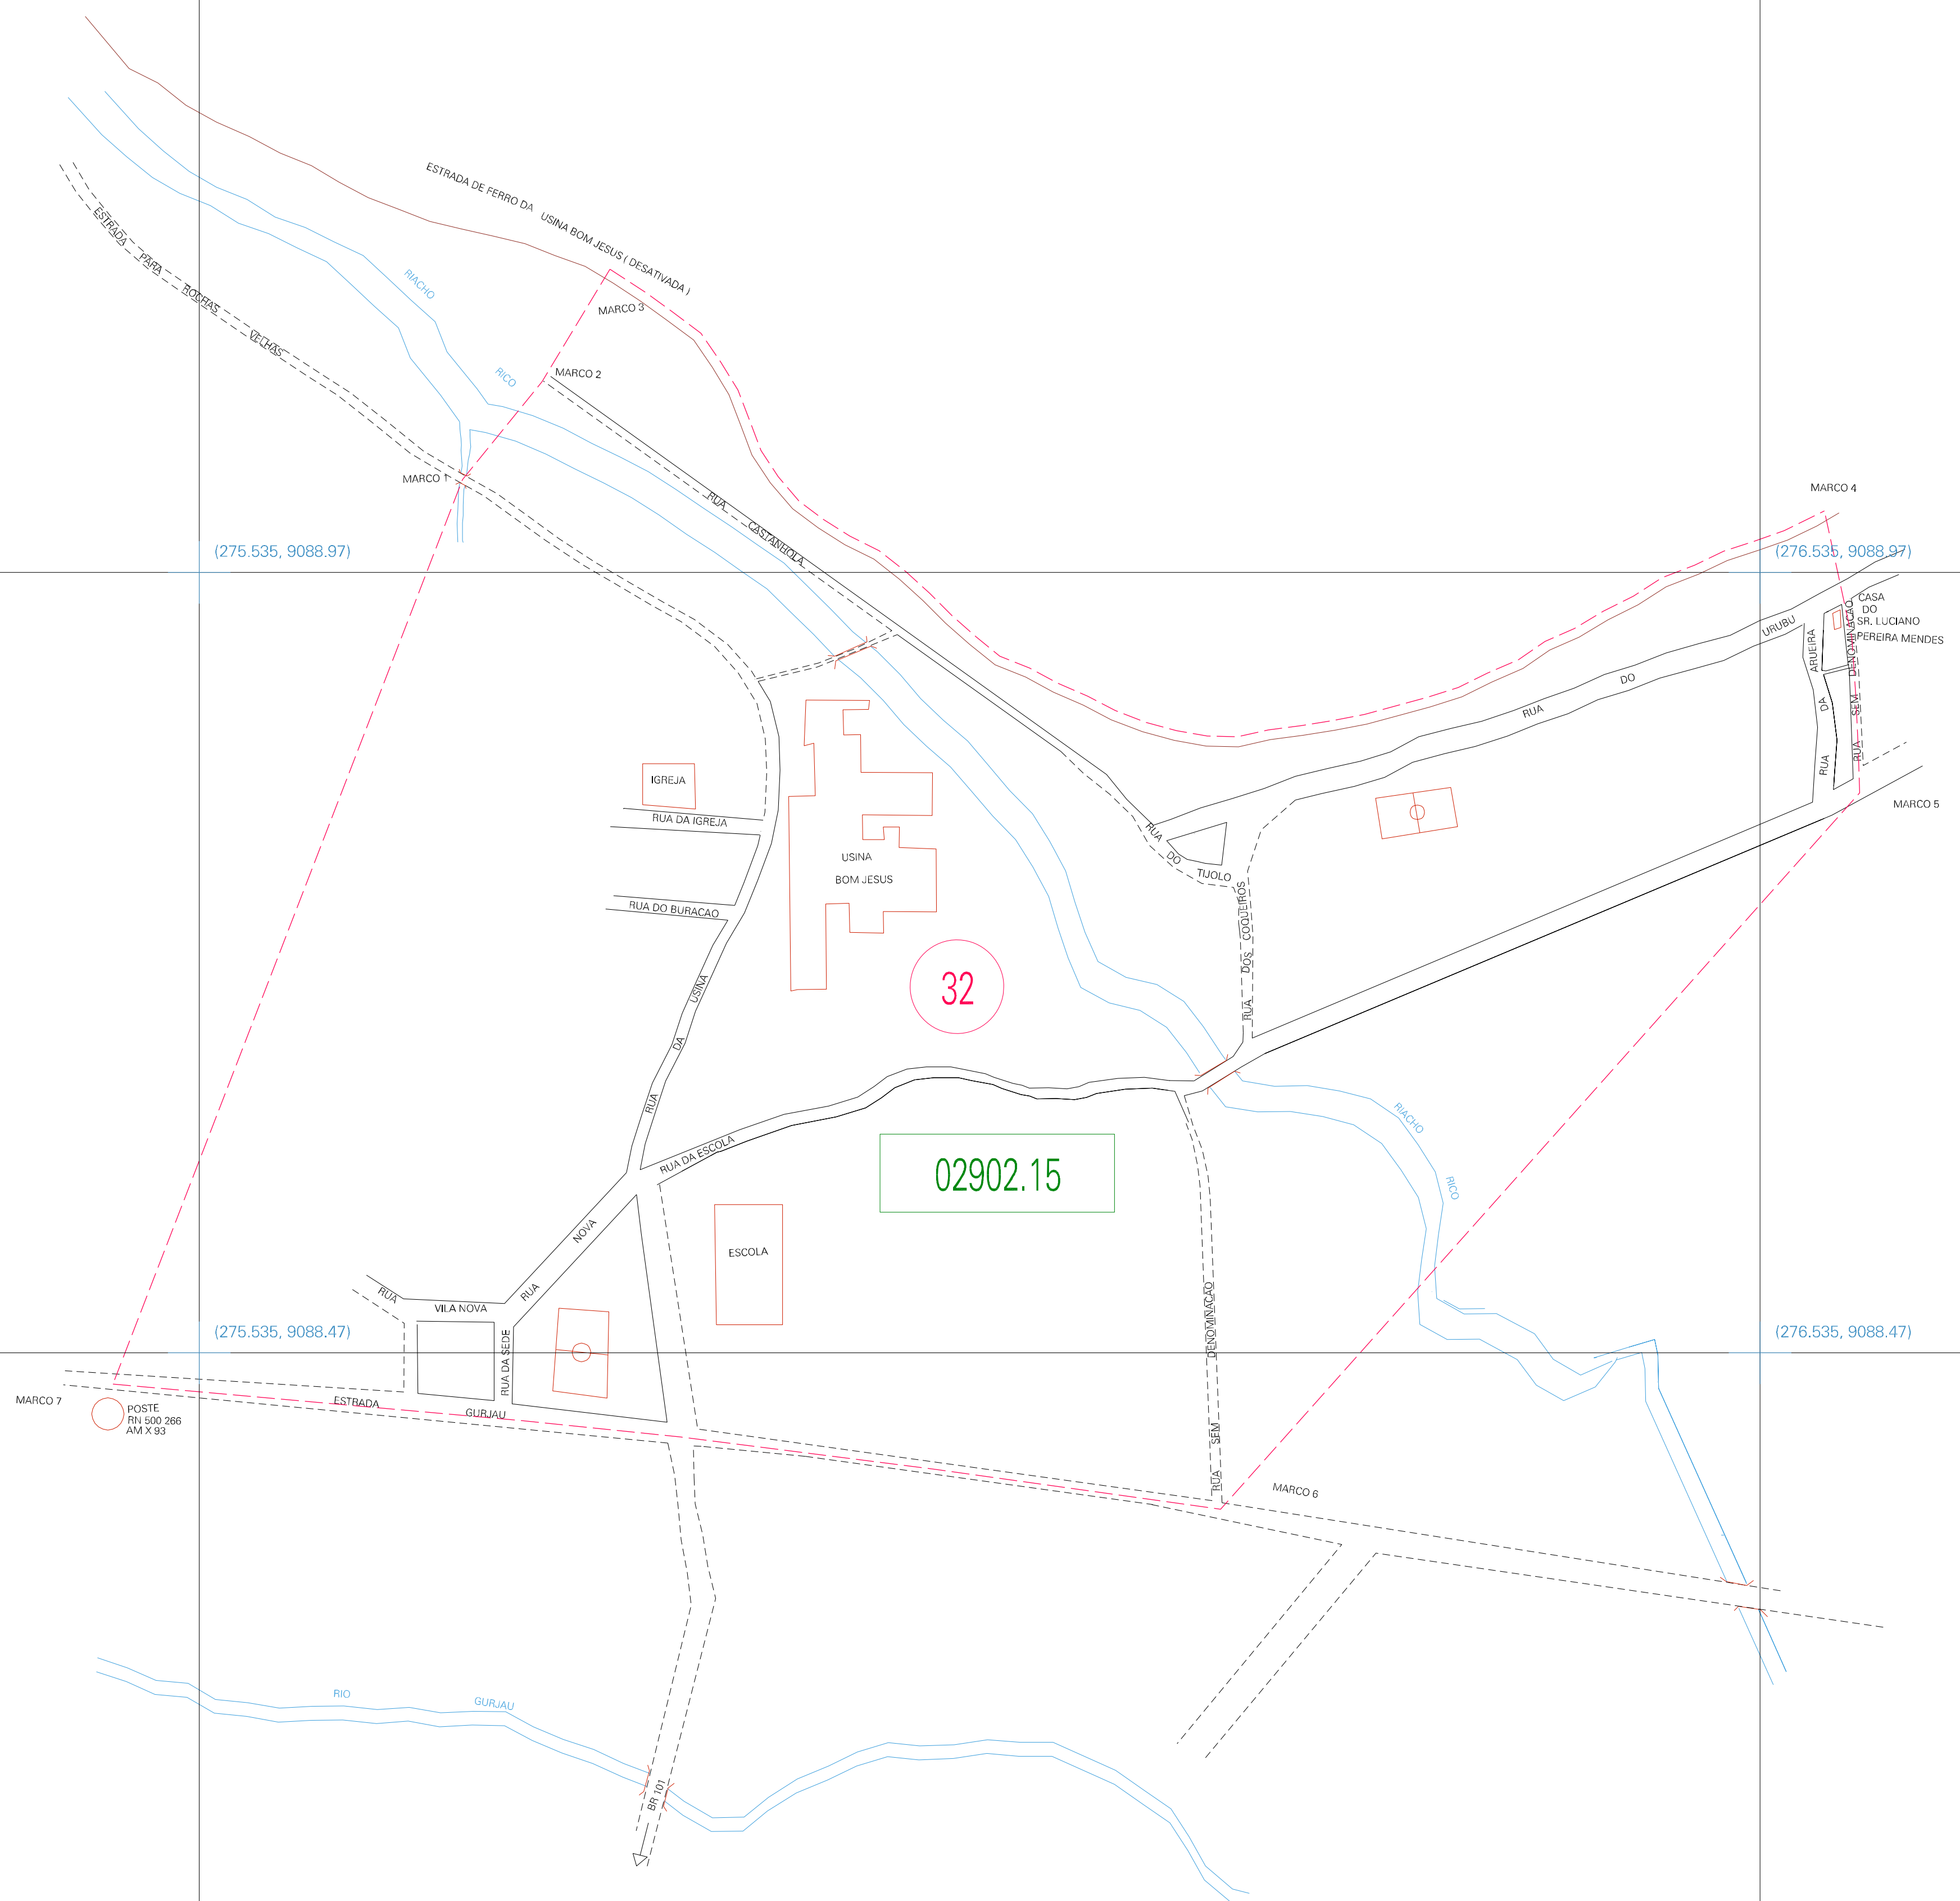 ESTRADA DE FERRO DA USINA BOM JESUS ( DESATIVADA )
ESTRADA PARA ROCHAS VELHAS
RIACHO
RICO
MARCO 3
MARCO 2
MARCO 1
MARCO 4
(275.535, 9088.97)
(276.535, 9088.97)
RUA CASTANHOLA
CASA
DO
SR. LUCIANO
PEREIRA MENDES
RUA DO URUBU
RUA DA ARUEIRA
RUA SEM DENOMINACAO
MARCO 5
IGREJA
RUA DA IGREJA
USINA
BOM JESUS
RUA DO TIJOLO
RUA DO BURACAO
RUA DOS COQUEIROS
32
RUA DA USINA
RUA DA ESCOLA
02902.15
RIACHO
RICO
ESCOLA
RUA NOVA
RUA VILA NOVA
RUA DA SEDE
RUA SEM DENOMINACAO
(275.535, 9088.47)
(276.535, 9088.47)
MARCO 7
POSTE
RN 500 266
AM X 93
ESTRADA GURJAU
MARCO 6
RIO GURJAU
BR 101